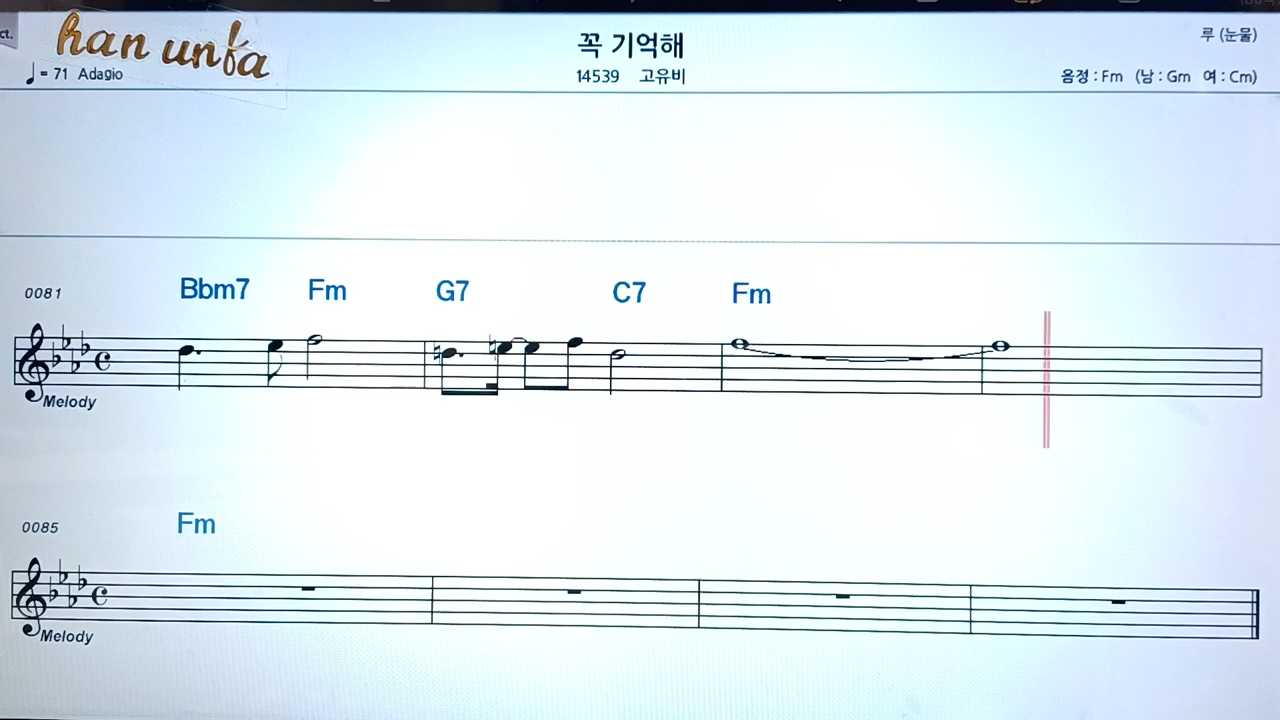 ct.
han unfa
♩= 71 Adagio
꼭 기억해
14539 고유비
루 (눈물)
음정 : Fm (남 : Gm 여 : Cm)
0081
Bbm7 Fm G7 C7 Fm
Melody
0085
Fm
Melody